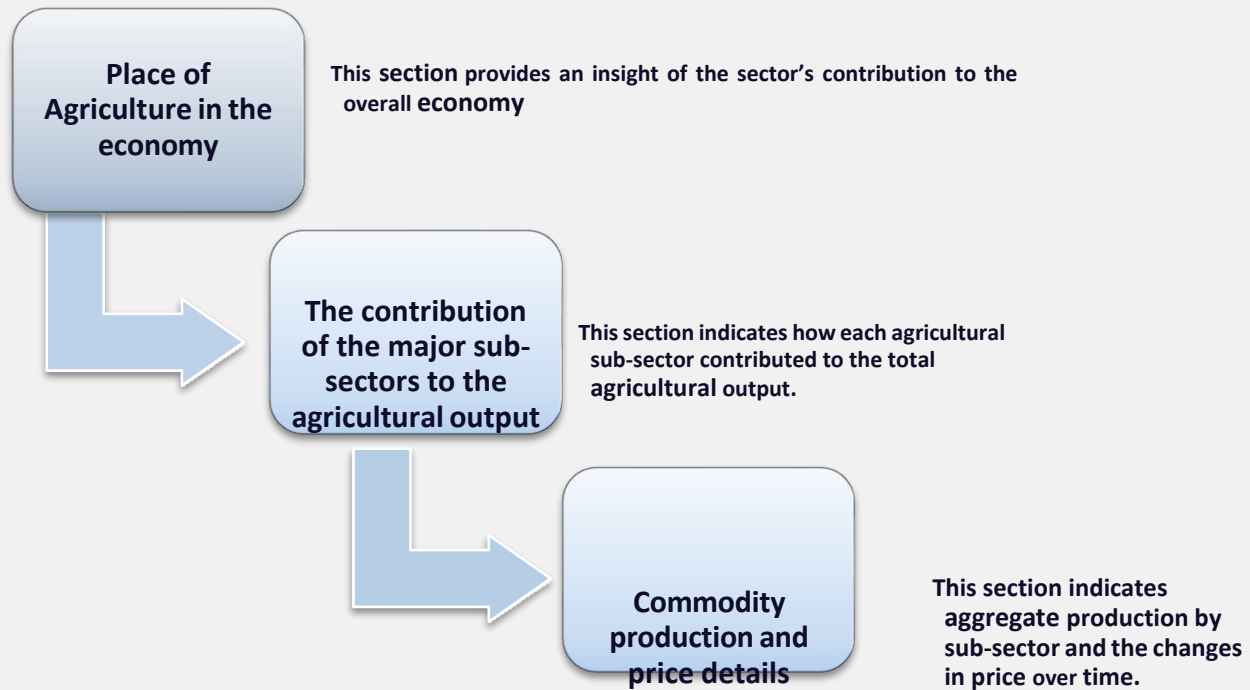 Place of
Agriculture in the
economy
This section provides an insight of the sector’s contribution to the
overall economy
The contribution
of the major sub-
sectors to the
agricultural output
This section indicates how each agricultural
sub-sector contributed to the total
agricultural output.
Commodity
production and
price details
This section indicates
aggregate production by
sub-sector and the changes
in price over time.